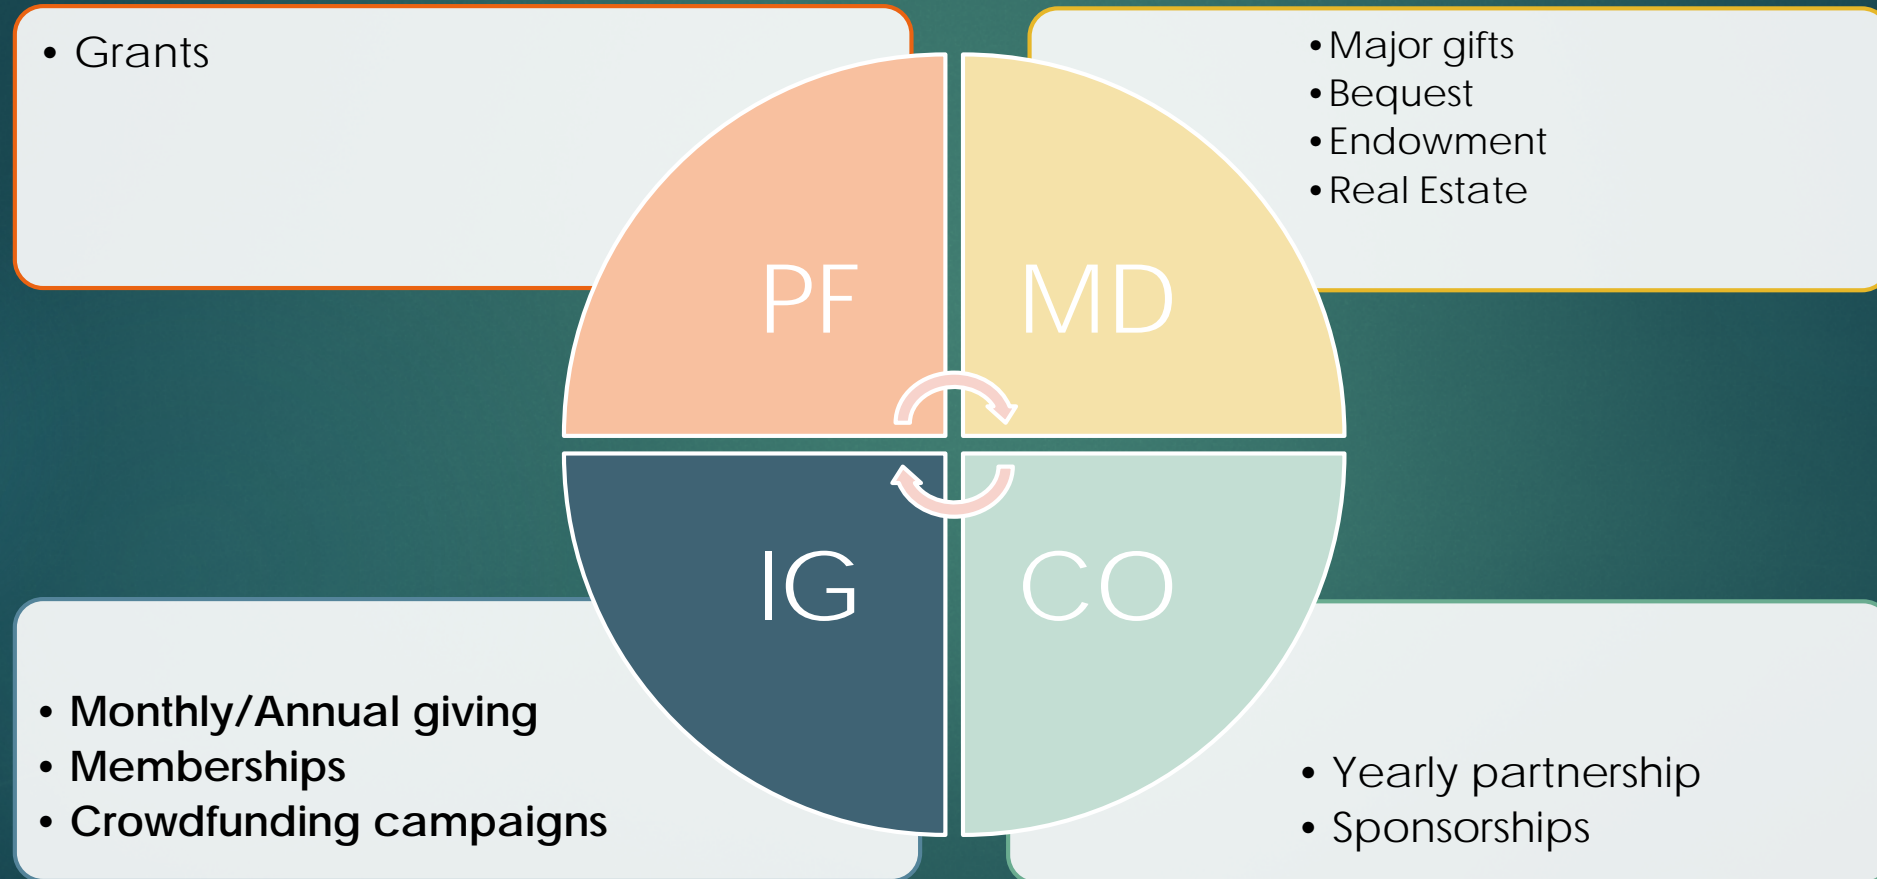 • Grants
• Major gifts
• Bequest
• Endowment
• Real Estate
PF
MD
IG
CO
• Monthly/Annual giving
• Memberships
• Crowdfunding campaigns
• Yearly partnership
• Sponsorships